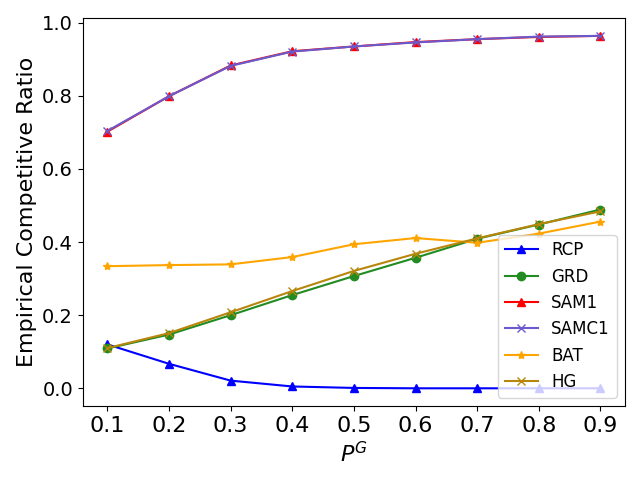 Empirical Competitive Ratio
1.0
0.8
0.6
0.4
0.2
0.0
RCP
GRD
SAM1
SAMC1
BAT
HG
0.1 0.2 0.3 0.4 0.5 0.6 0.7 0.8 0.9
P^G